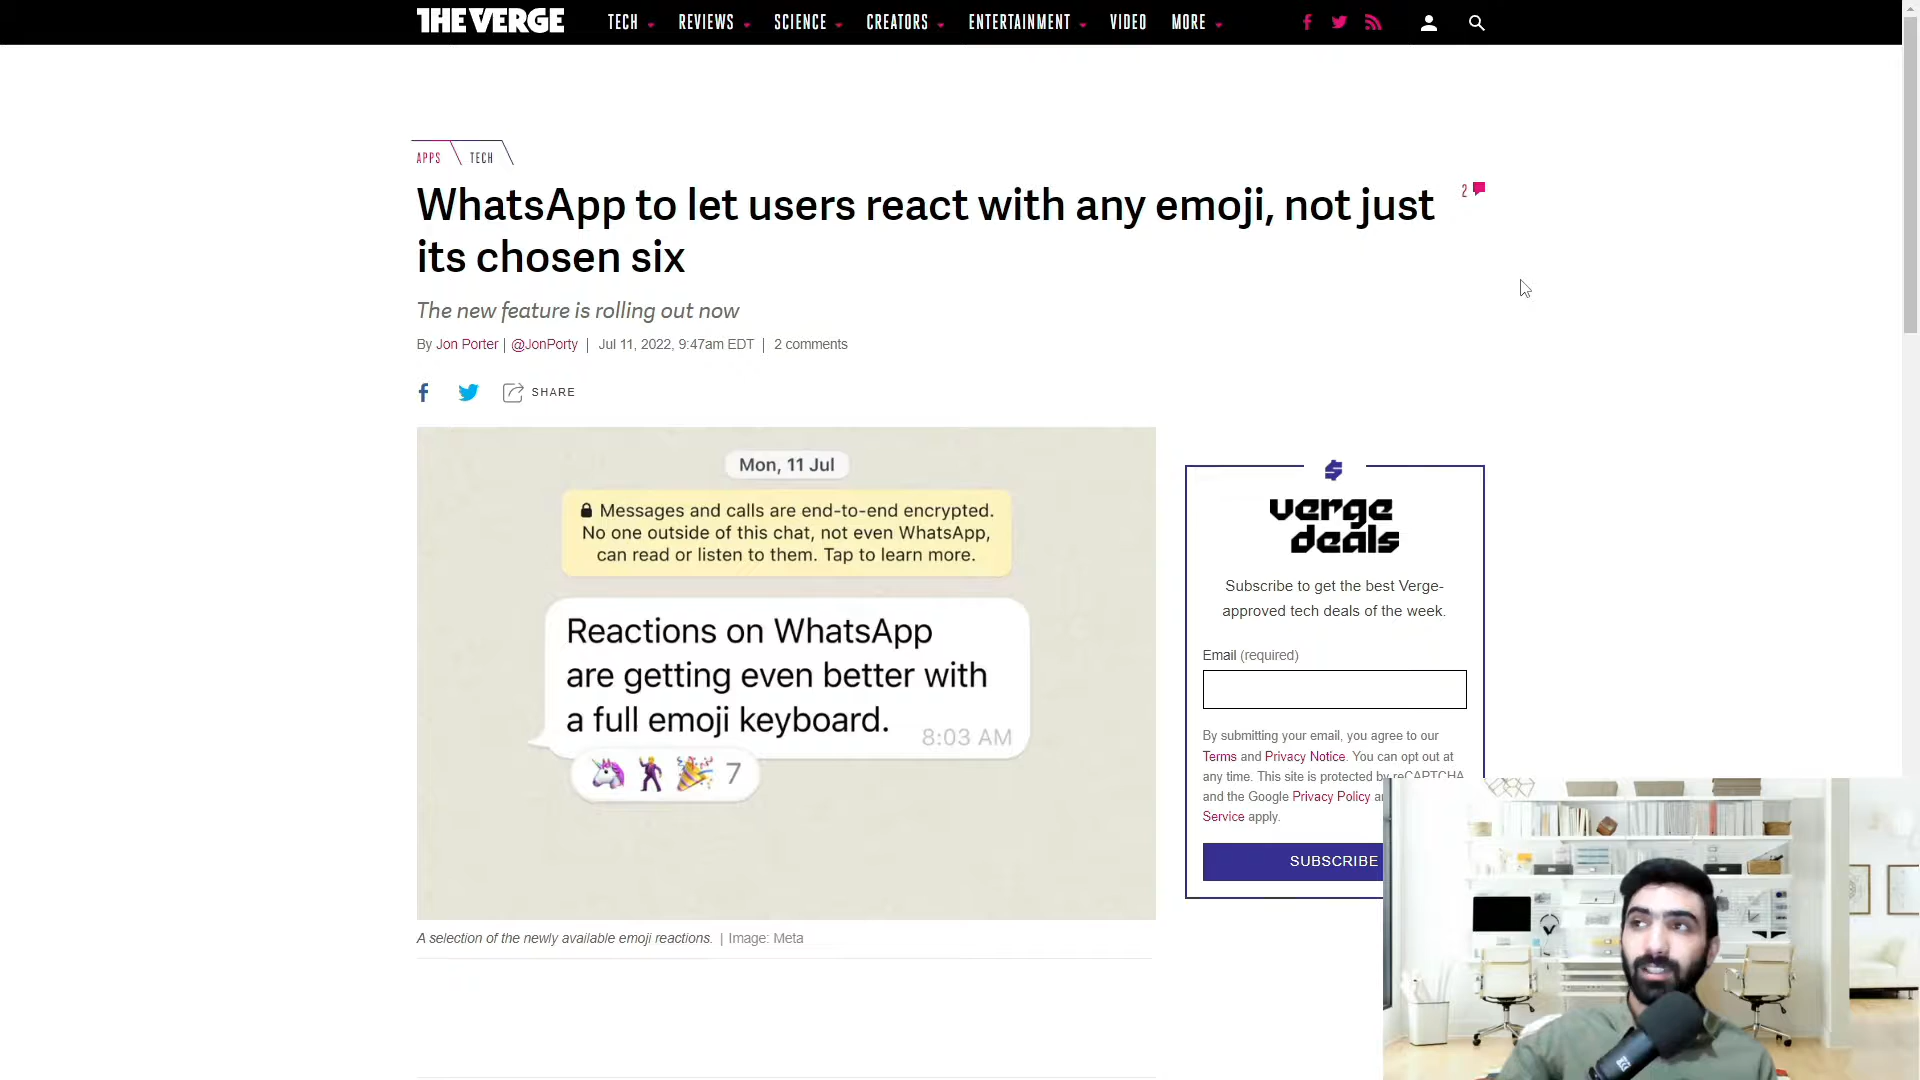 THE VERGE
TECH REVIEWS SCIENCE CREATORS ENTERTAINMENT VIDEO MORE
APPS TECH
WhatsApp to let users react with any emoji, not just
its chosen six
2
The new feature is rolling out now
By Jon Porter | @JonPorty | Jul 11, 2022, 9:47am EDT | 2 comments
SHARE
Mon, 11 Jul
Messages and calls are end-to-end encrypted.
No one outside of this chat, not even WhatsApp,
can read or listen to them. Tap to learn more.
Reactions on WhatsApp
are getting even better with
a full emoji keyboard.
8:03 AM
7
A selection of the newly available emoji reactions. | Image: Meta
verge
deals
Subscribe to get the best Verge-
approved tech deals of the week.
Email (required)
By submitting your email, you agree to our
Terms and Privacy Notice. You can opt out at
any time. This site is protected by reCAPTCHA
and the Google Privacy Policy
Service apply.
SUBSCRIBE